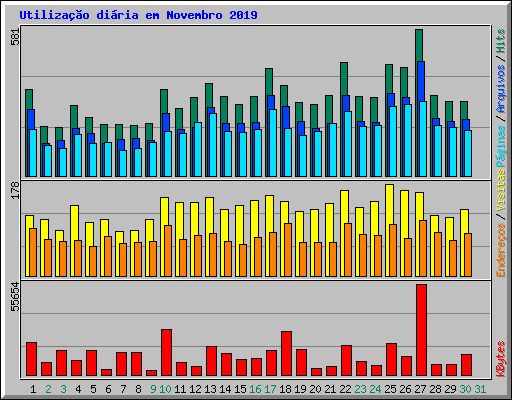 Utilização diária em Novembro 2019
581
178
55654
Endereços / Visitas Páginas / Arquivos / Hits
KBytes
1 2 3 4 5 6 7 8 9 10 11 12 13 14 15 16 17 18 19 20 21 22 23 24 25 26 27 28 29 30 31